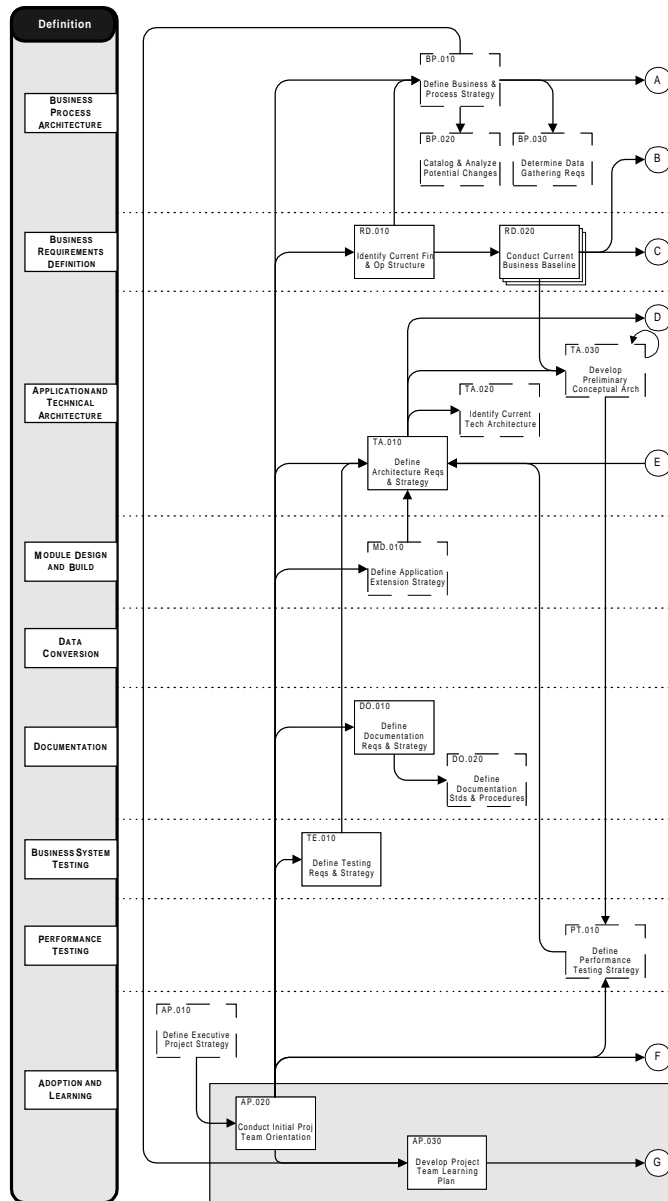 Definition
BP.010
Define Business &
Process Strategy
A
BUSINESS
PROCESS
ARCHITECTURE
BP.020
Catalog & Analyze
Potential Changes
BP.030
Determine Data
Gathering Reqs
B
BUSINESS
REQUIREMENTS
DEFINITION
RD.010
Identify Current Fin
& Op Structure
RD.020
Conduct Current
Business Baseline
C
D
TA.030
Develop
Preliminary
Conceptual Arch
APPLICATION AND
TECHNICAL
ARCHITECTURE
TA.020
Identify Current
Tech Architecture
TA.010
Define
Architecture Reqs
& Strategy
E
MODULE DESIGN
AND BUILD
MD.010
Define Application
Extension Strategy
DATA
CONVERSION
DOCUMENTATION
DO.010
Define
Documentation
Reqs & Strategy
DO.020
Define
Documentation
Stds & Procedures
BUSINESS SYSTEM
TESTING
TE.010
Define Testing
Reqs & Strategy
PERFORMANCE
TESTING
PT.010
Define
Performance
Testing Strategy
AP.010
Define Executive
Project Strategy
F
ADOPTION AND
LEARNING
AP.020
Conduct Initial Proj
Team Orientation
AP.030
Develop Project
Team Learning
Plan
G